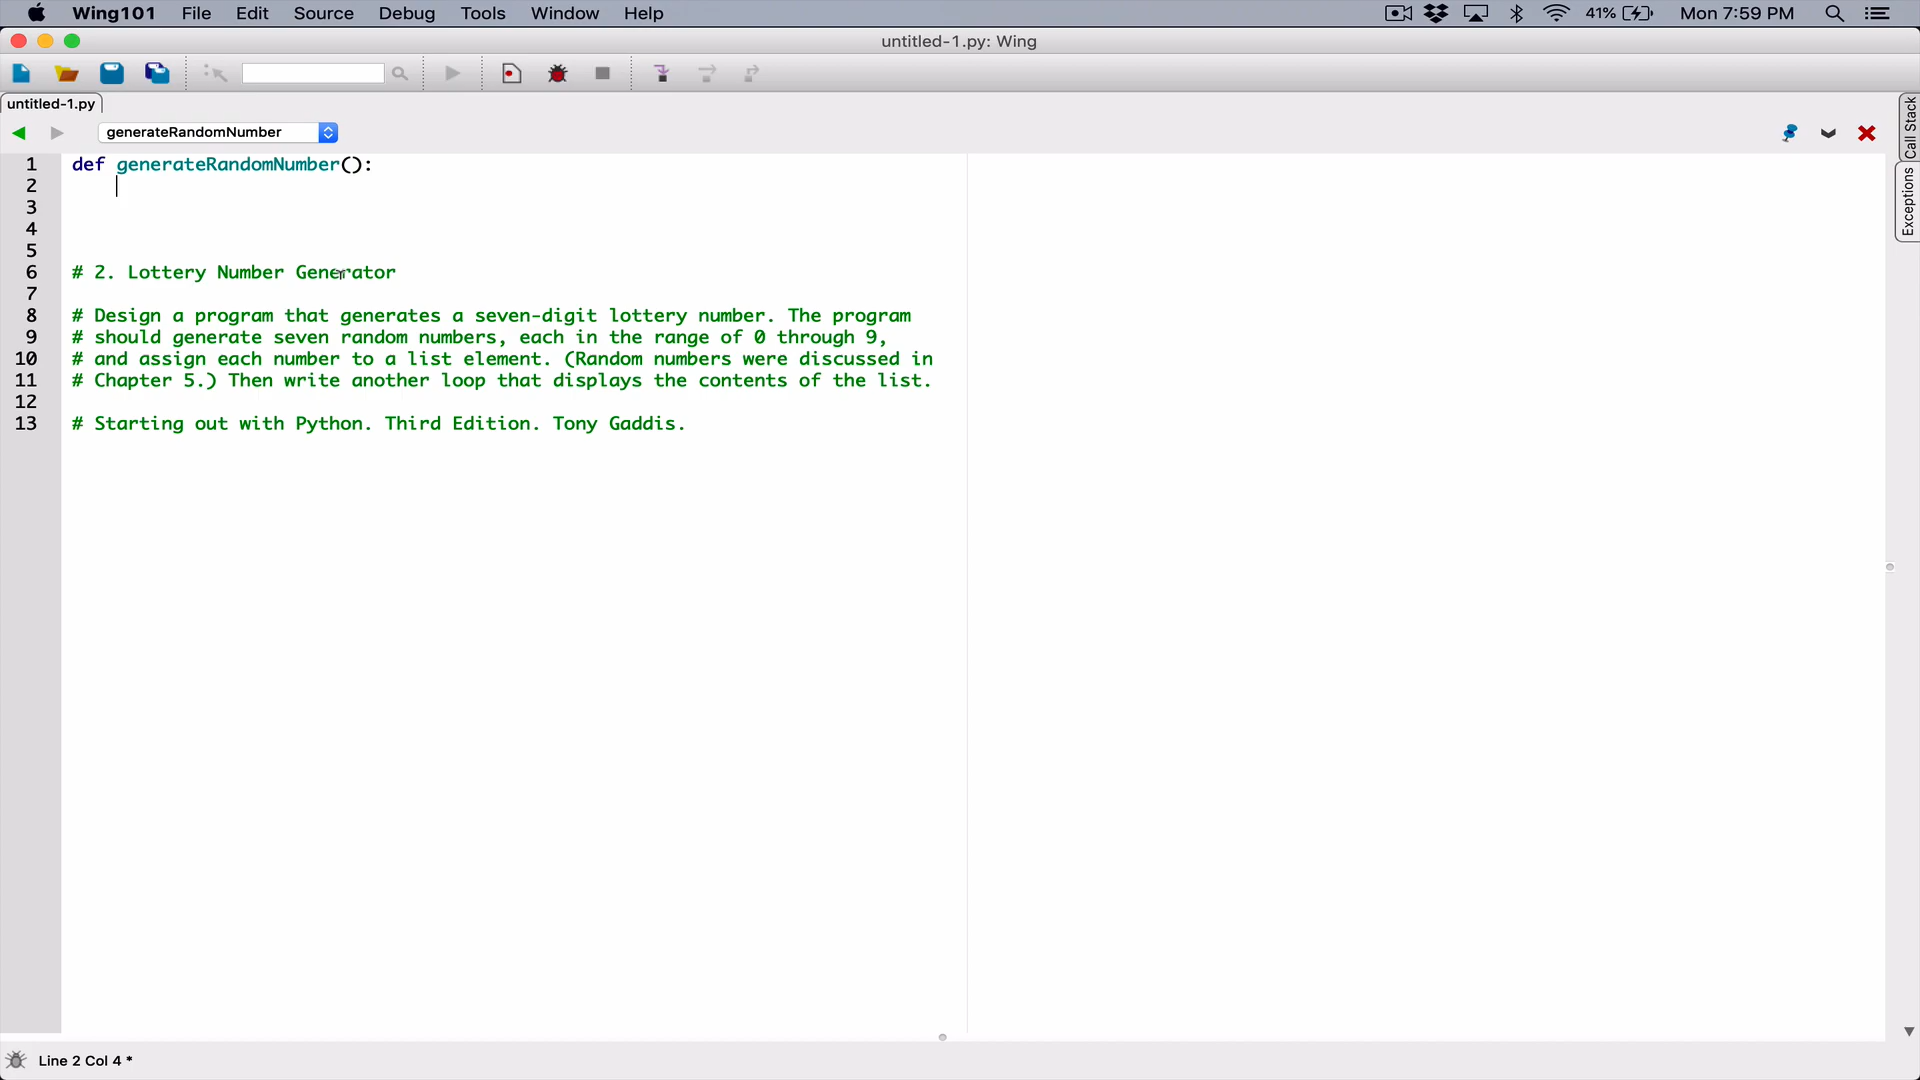 Wing101 File Edit Source Debug Tools Window Help 41% Mon 7:59 PM
untitled-1.py: Wing
untitled-1.py
generateRandomNumber
1 def generateRandomNumber():
2
3
4
5
6 # 2. Lottery Number Generator
7
8 # Design a program that generates a seven-digit lottery number. The program
9 # should generate seven random numbers, each in the range of 0 through 9,
10 # and assign each number to a list element. (Random numbers were discussed in
11 # Chapter 5.) Then write another loop that displays the contents of the list.
12
13 # Starting out with Python. Third Edition. Tony Gaddis.
Call Stack
Exceptions
Line 2 Col 4 *